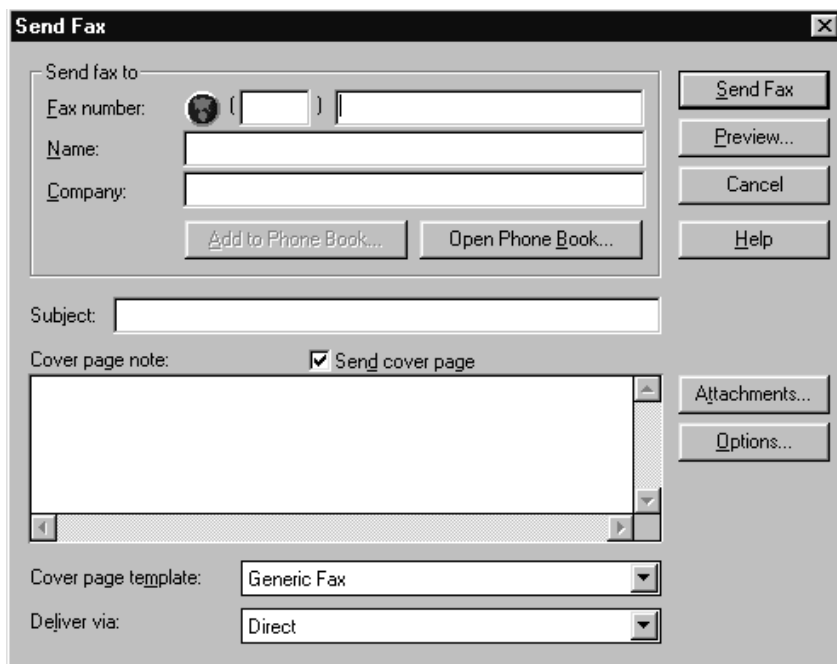 Send Fax
Send fax to
Fax number: ( )
Name:
Company:
Add to Phone Book... Open Phone Book...
Send Fax
Preview...
Cancel
Help
Subject:
Cover page note: Send cover page
Attachments...
Options...
Cover page template: Generic Fax
Deliver via: Direct